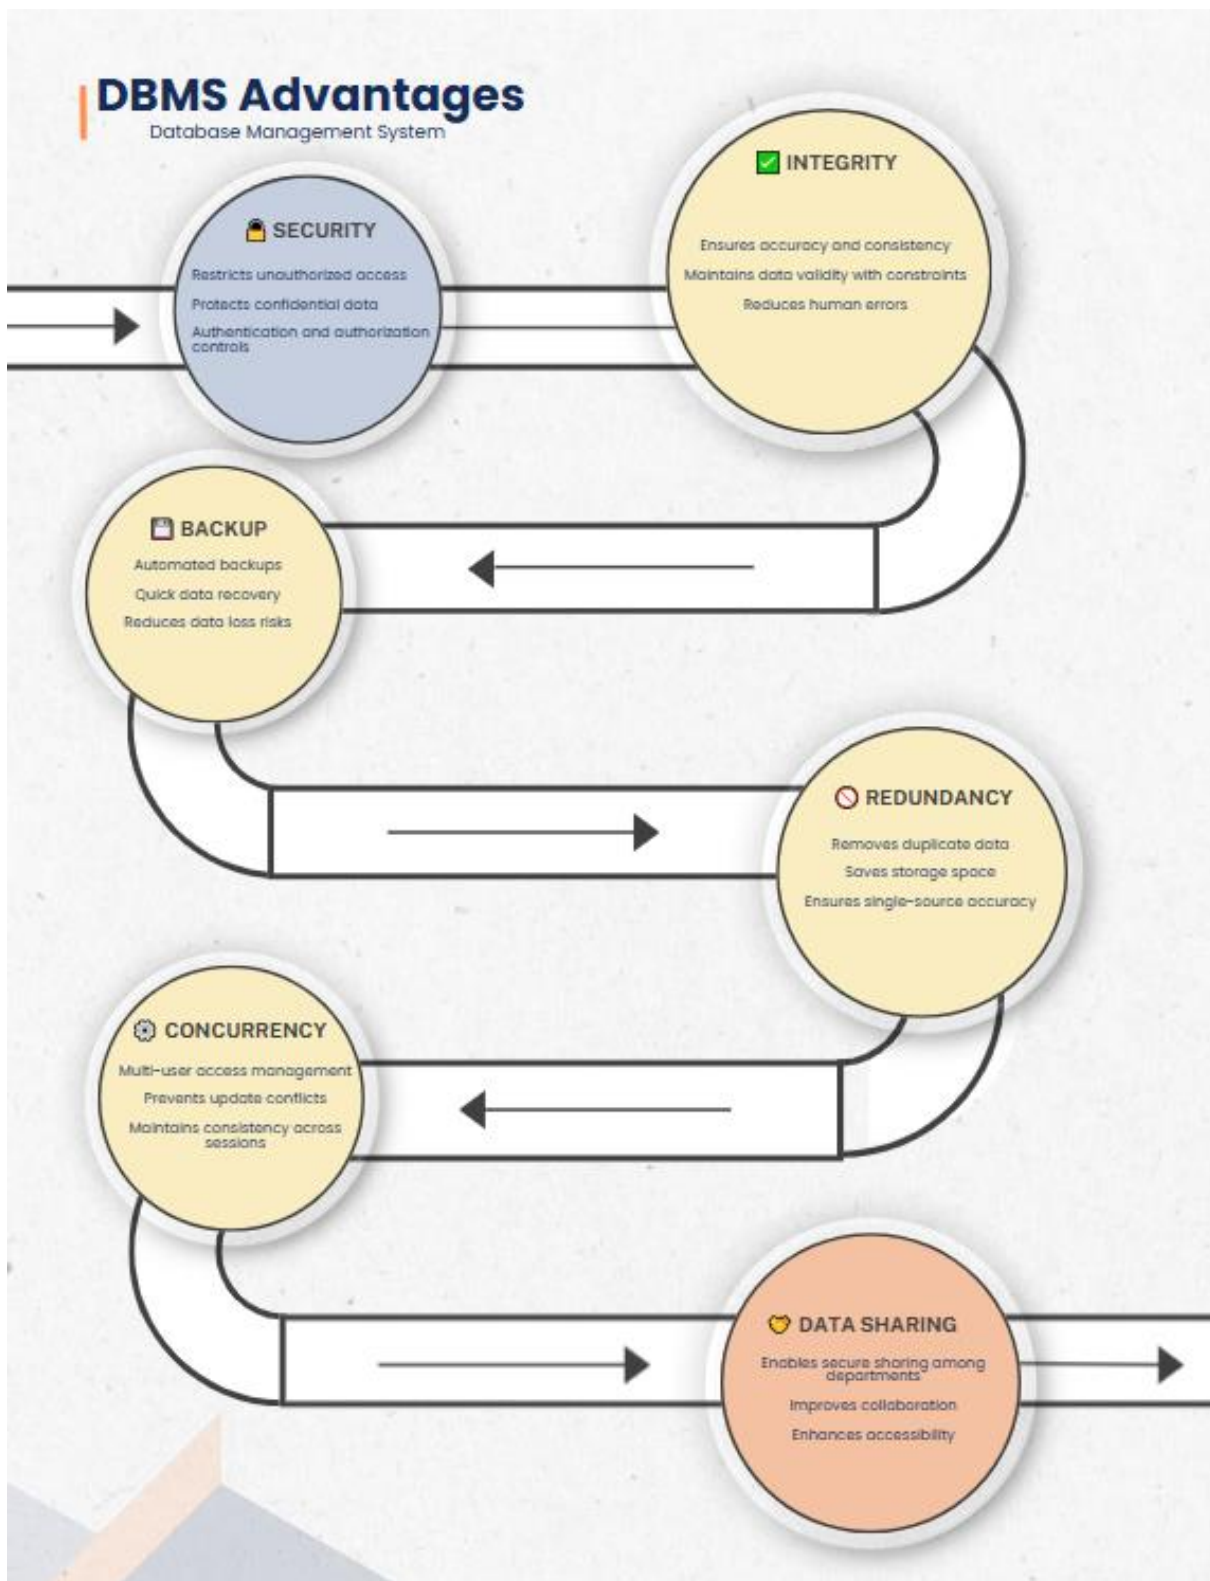 DBMS Advantages
Database Management System
SECURITY
Restricts unauthorized access
Protects confidential data
Authentication and authorization
controls
INTEGRITY
Ensures accuracy and consistency
Maintains data validity with constraints
Reduces human errors
BACKUP
Automated backups
Quick data recovery
Reduces data loss risks
REDUNDANCY
Removes duplicate data
Saves storage space
Ensures single-source accuracy
CONCURRENCY
Multi-user access management
Prevents update conflicts
Maintains consistency across
sessions
DATA SHARING
Enables secure sharing among
departments
Improves collaboration
Enhances accessibility